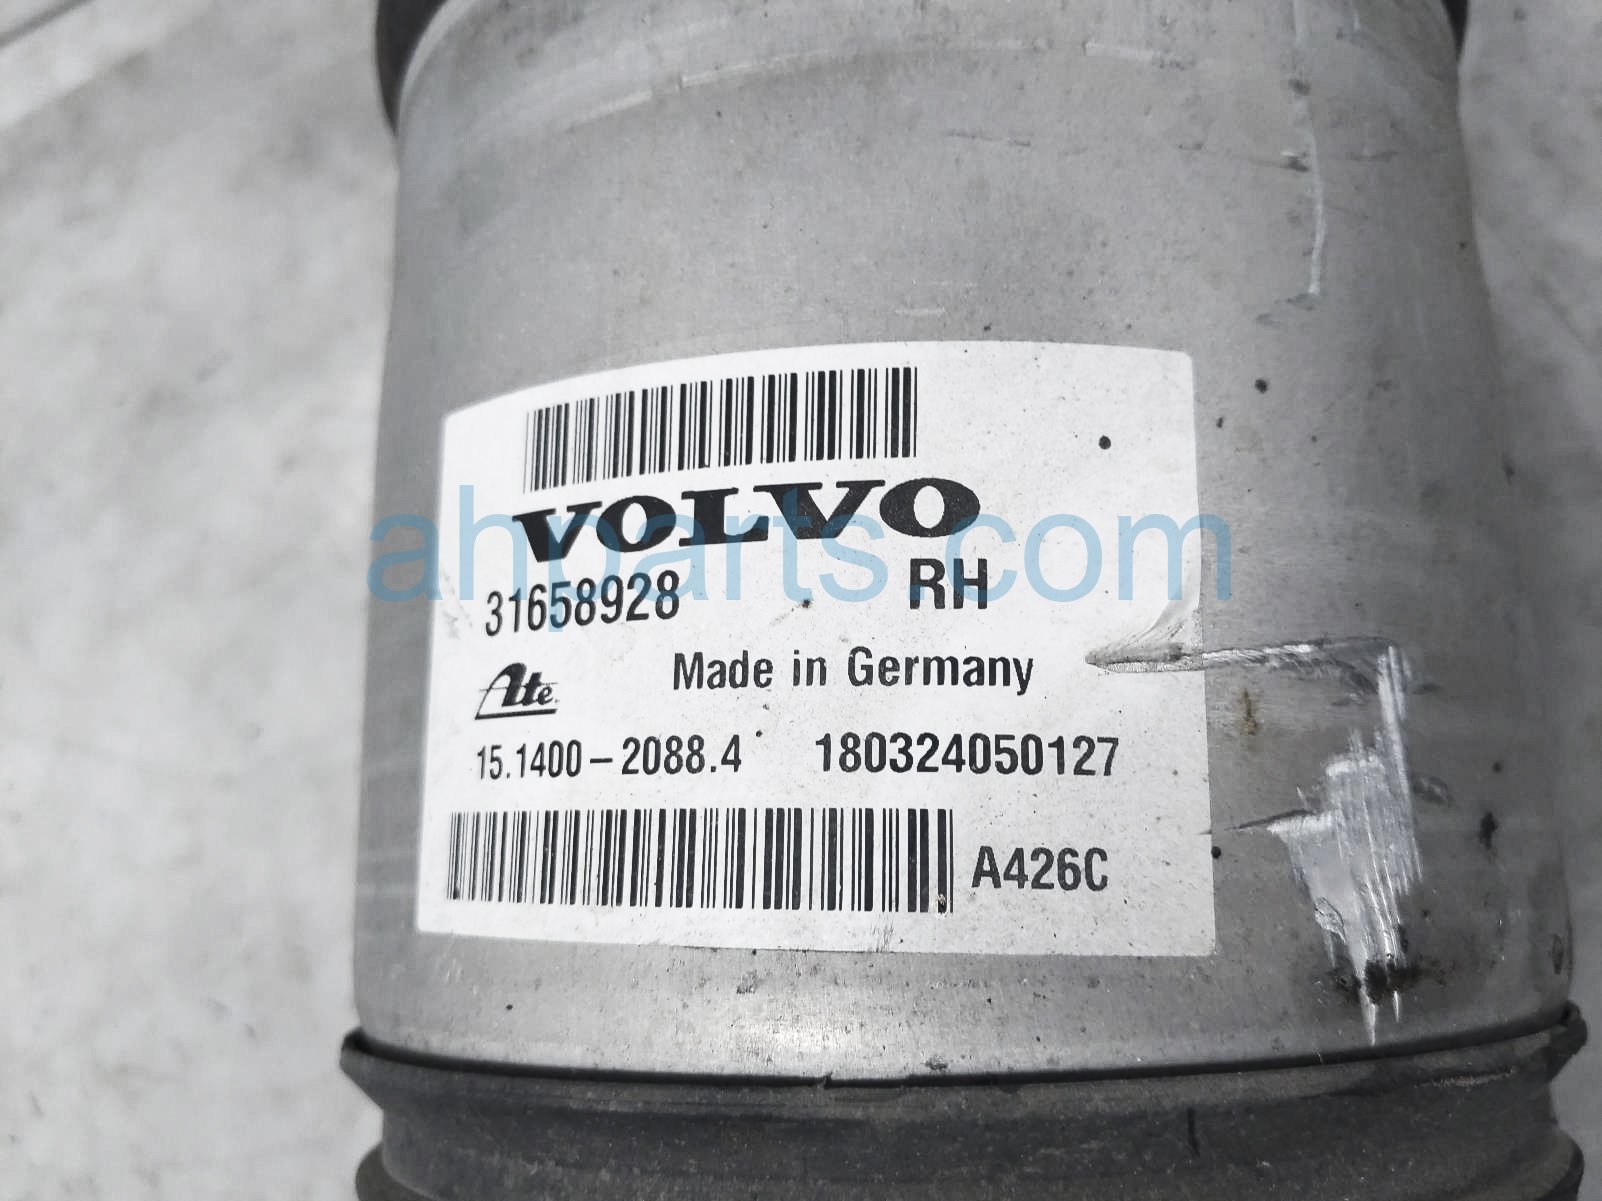 VOLVO
31658928 RH
Ate Made in Germany
15.1400-2088.4 180324050127
A426C
ahparts.com